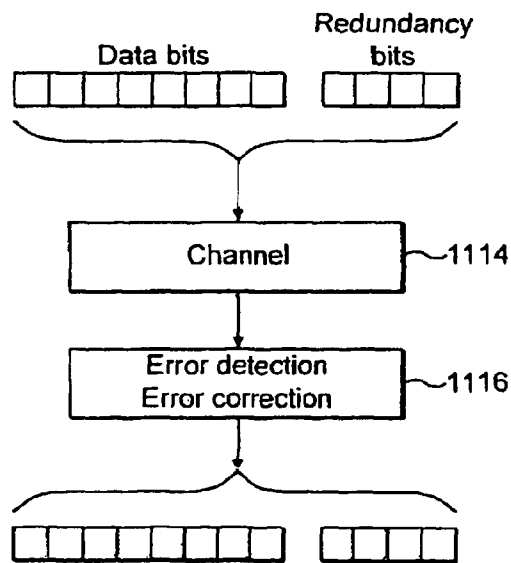 Redundancy
Data bits
bits
Channel
1114
Error detection
Error correction
1116